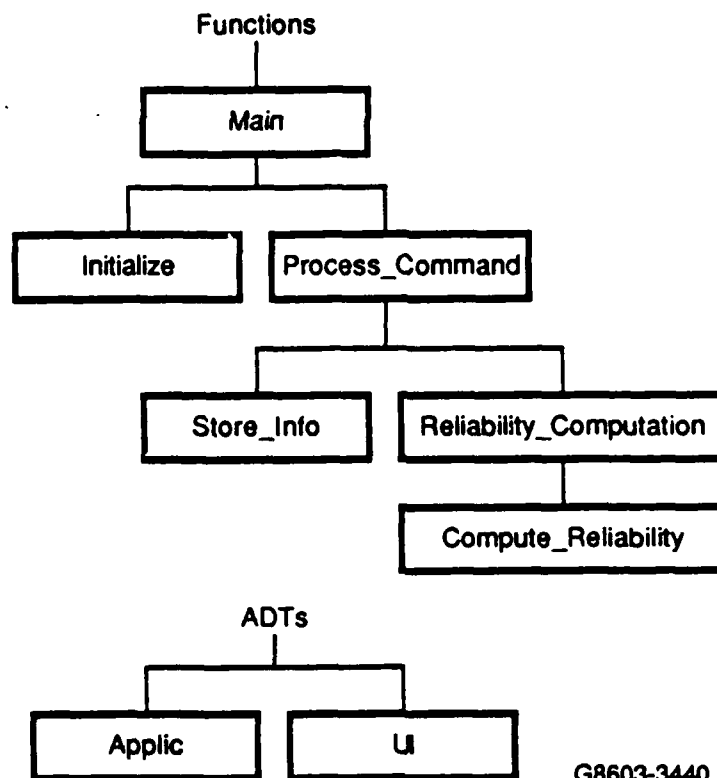 Functions
Main
Initialize
Process_Command
Store_Info
Reliability_Computation
Compute_Reliability
ADTs
Applic
UI
G8603-3440